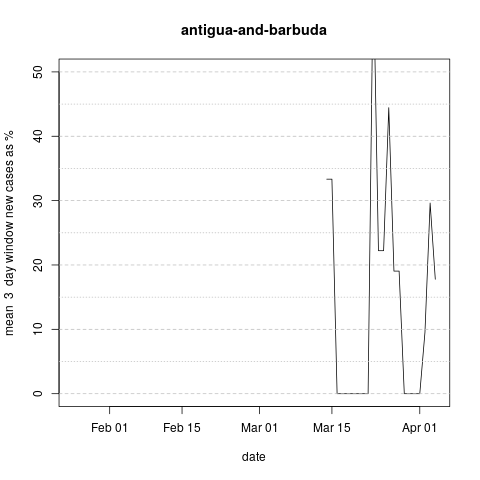 antigua-and-barbuda
mean 3 day window new cases as %
50
40
30
20
10
0
Feb 01
Feb 15
Mar 01
Mar 15
Apr 01
date